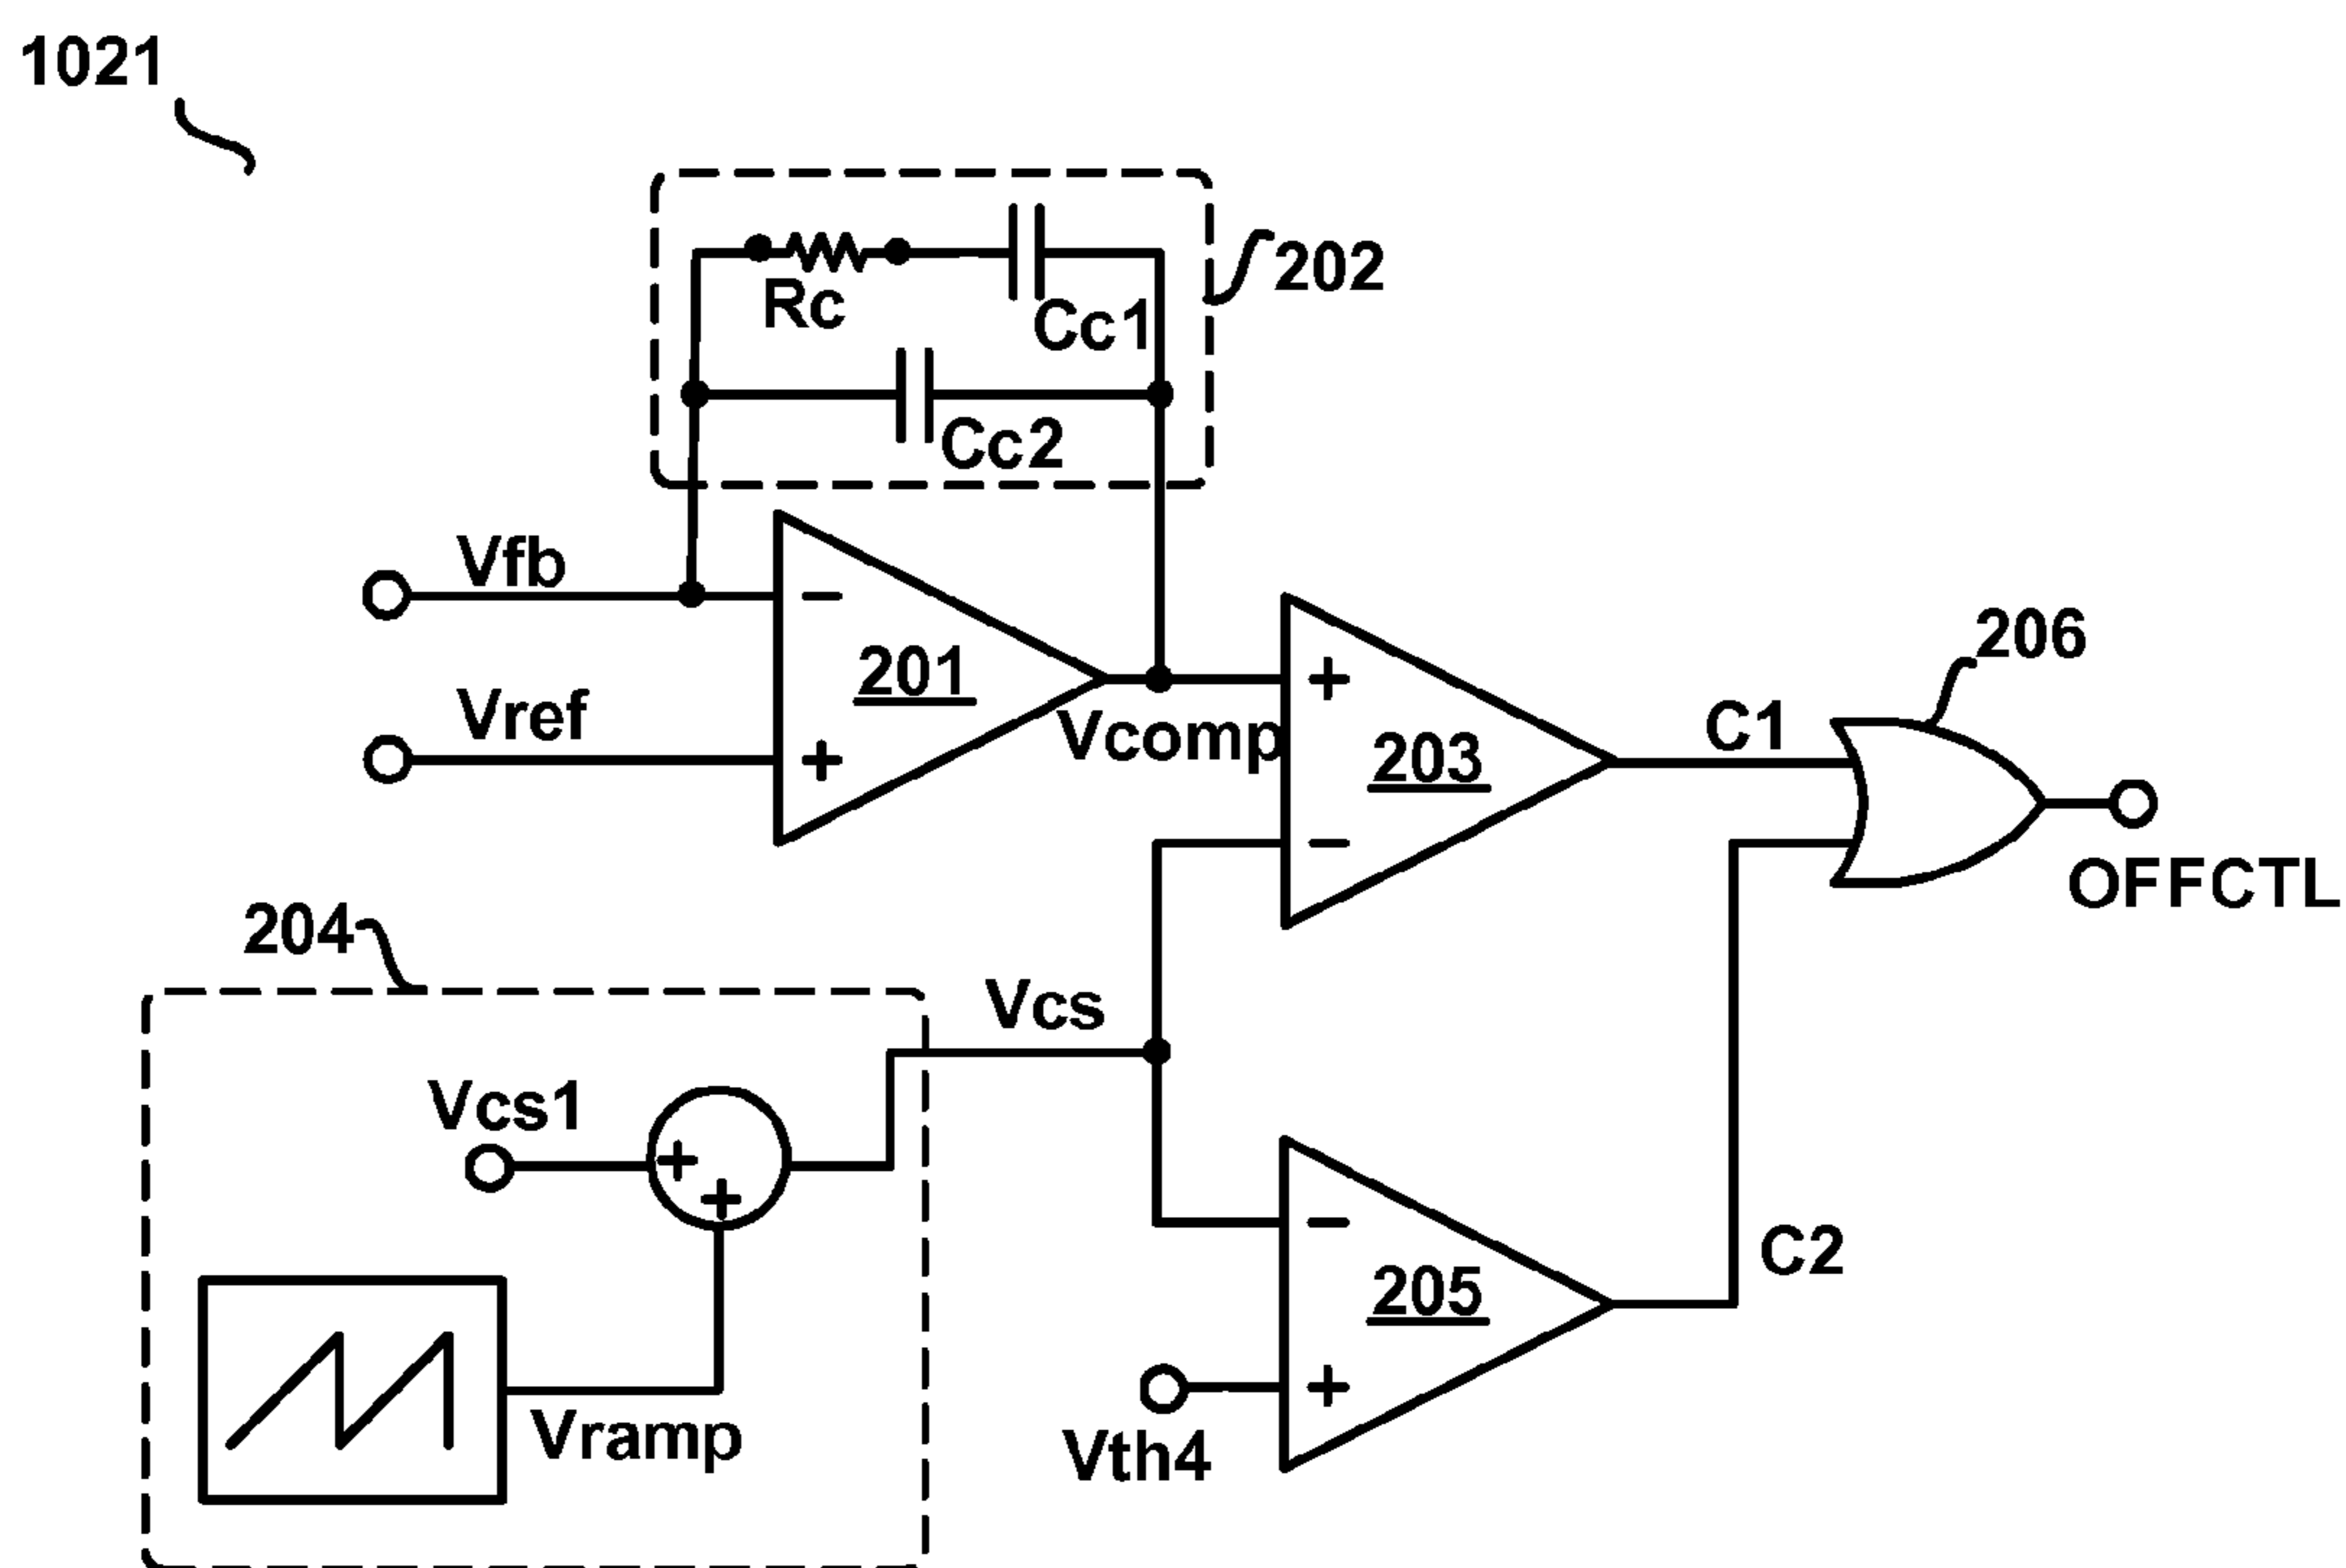 1021
202
Rc
Cc1
Cc2
Vfb
−
201
Vref
+
Vcomp
+
203
−
C1
206
OFFCTL
204
Vcs
Vcs1
+
+
Vramp
−
205
+
Vth4
C2